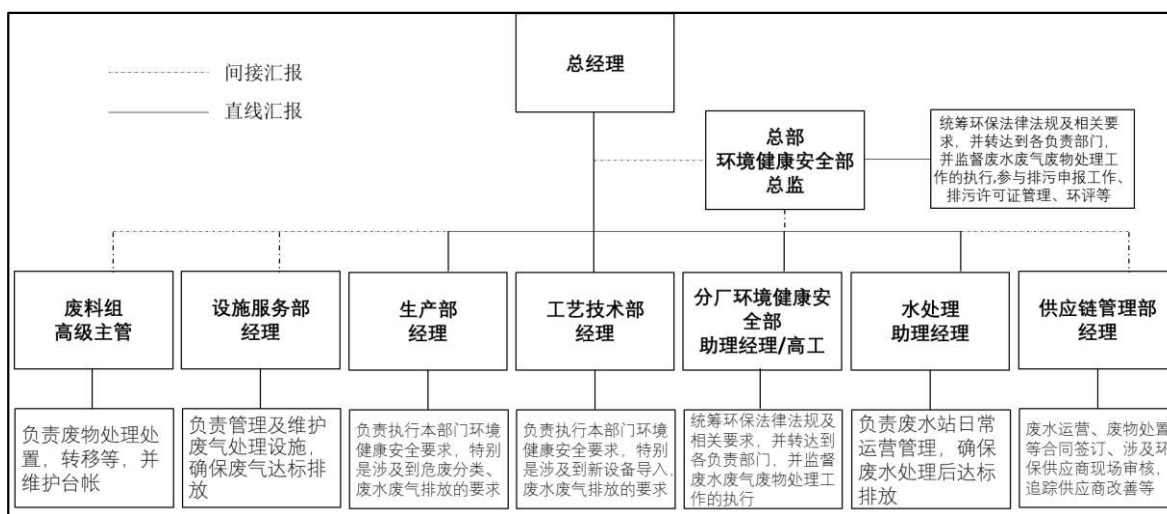 总经理
间接汇报
直线汇报
总部
环境健康安全部
总监
统筹环保法律法规及相关要
求，并转达到各负责部门，
并监督废水废气废物处理工
作的执行,参与排污申报工作、
排污许可证管理、环评等
废料组
高级主管
设施服务部
经理
生产部
经理
工艺技术部
经理
分厂环境健康安
全部
助理经理/高工
水处理
助理经理
供应链管理部
经理
负责废物处理处
置，转移等，并
维护台帐
负责管理及维护
废气处理设施，
确保废气达标排
放
负责执行本部门环境
健康安全要求，特别
是涉及到危废分类、
废水废气排放的要求
负责执行本部门环境
健康安全要求，特别
是涉及到新设备导入,
废水废气排放的要求
统筹环保法律法规及
相关要求，并转达到
各负责部门，并监督
废水废气废物处理工
作的执行
负责废水站日常
运营管理，确保
废水处理后达标
排放
废水运营、废物处置
等合同签订、涉及环
保供应商现场审核，
追踪供应商改善等